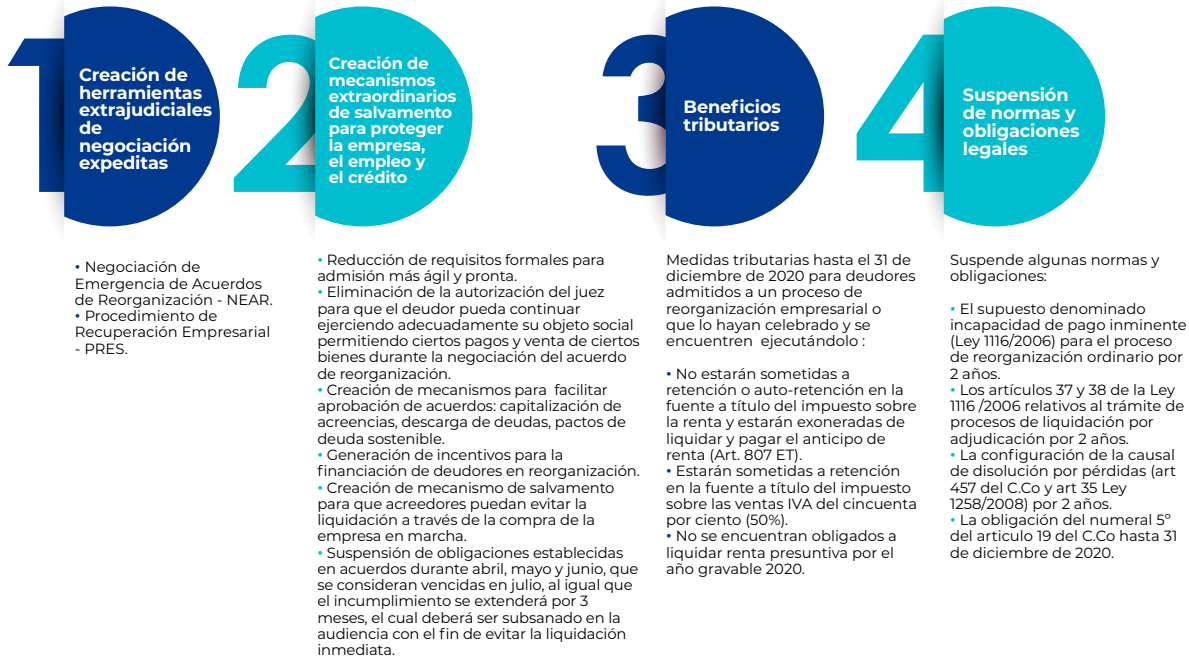 1
Creación de
herramientas
extrajudiciales
de
negociación
expeditas
• Negociación de
Emergencia de Acuerdos
de Reorganización - NEAR.
• Procedimiento de
Recuperación Empresarial
- PRES.
2
Creación de
mecanismos
extraordinarios
de salvamento
para proteger
la empresa,
el empleo y
el crédito
• Reducción de requisitos formales para
admisión más ágil y pronta.
• Eliminación de la autorización del juez
para que el deudor pueda continuar
ejerciendo adecuadamente su objeto social
permitiendo ciertos pagos y venta de ciertos
bienes durante la negociación del acuerdo
de reorganización.
• Creación de mecanismos para facilitar
aprobación de acuerdos: capitalización de
acreencias, descarga de deudas, pactos de
deuda sostenible.
• Generación de incentivos para la
financiación de deudores en reorganización.
• Creación de mecanismo de salvamento
para que acreedores puedan evitar la
liquidación a través de la compra de la
empresa en marcha.
• Suspensión de obligaciones establecidas
en acuerdos durante abril, mayo y junio, que
se consideran vencidas en julio, al igual que
el incumplimiento se extenderá por 3
meses, el cual deberá ser subsanado en la
audiencia con el fin de evitar la liquidación
inmediata.
3
Beneficios
tributarios
Medidas tributarias hasta el 31 de
diciembre de 2020 para deudores
admitidos a un proceso de
reorganización empresarial o
que lo hayan celebrado y se
encuentren ejecutándolo :
• No estarán sometidas a
retención o auto-retención en la
fuente a título del impuesto sobre
la renta y estarán exoneradas de
liquidar y pagar el anticipo de
renta (Art. 807 ET).
• Estarán sometidas a retención
en la fuente a título del impuesto
sobre las ventas IVA del cincuenta
por ciento (50%).
• No se encuentran obligados a
liquidar renta presuntiva por el
año gravable 2020.
4
Suspensión
de normas y
obligaciones
legales
Suspende algunas normas y
obligaciones:
• El supuesto denominado
incapacidad de pago inminente
(Ley 1116/2006) para el proceso
de reorganización ordinario por
2 años.
• Los artículos 37 y 38 de la Ley
1116 /2006 relativos al trámite de
procesos de liquidación por
adjudicación por 2 años.
• La configuración de la causal
de disolución por pérdidas (art
457 del C.Co y art 35 Ley
1258/2008) por 2 años.
• La obligación del numeral 5º
del articulo 19 del C.Co hasta 31
de diciembre de 2020.